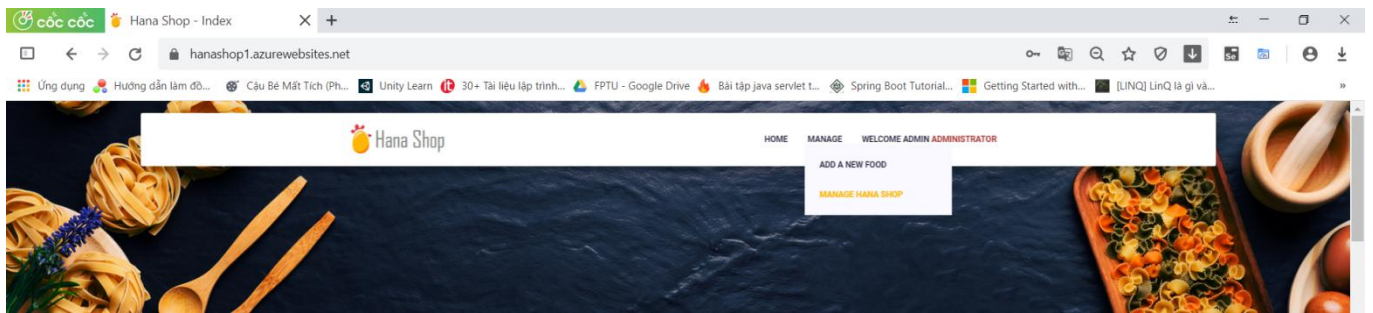 cốc cốc
Hana Shop - Index
hanashop1.azurewebsites.net
Ứng dụng
Hướng dẫn làm đồ...
Cậu Bé Mất Tích (Ph...
Unity Learn
30+ Tài liệu lập trình...
FPTU - Google Drive
Bài tập java servlet t...
Spring Boot Tutorial...
Getting Started with...
[LINQ] LinQ là gì và...
»
Hana Shop
HOME MANAGE WELCOME ADMIN ADMINISTRATOR
ADD A NEW FOOD
MANAGE HANA SHOP